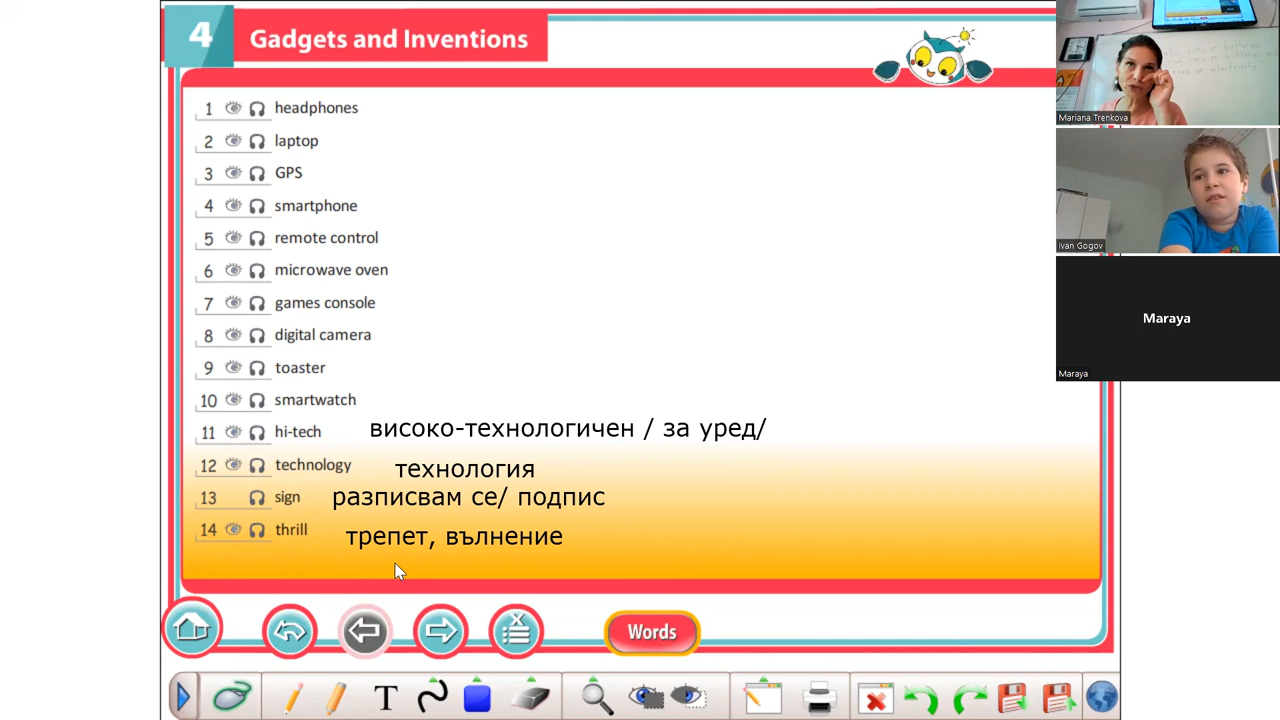 4
Gadgets and Inventions
1 headphones
2 laptop
3 GPS
4 smartphone
5 remote control
6 microwave oven
7 games console
8 digital camera
9 toaster
10 smartwatch
11 hi-tech високо-технологичен / за уред/
12 technology технология
13 sign разписвам се/ подпис
14 thrill трепет, вълнение
Words
T
Mariana Trenkova
Ivan Gogov
Maraya
Maraya